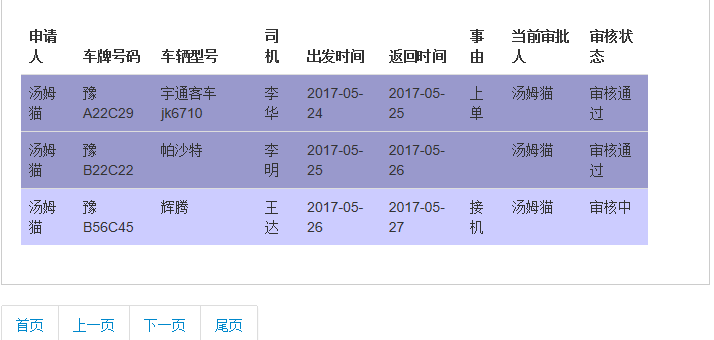 申请人 车牌号码 车辆型号 司机 出发时间 返回时间 事由 当前审批人 审核状态
汤姆猫 豫A22C29 宇通客车jk6710 李华 2017-05-24 2017-05-25 上单 汤姆猫 审核通过
汤姆猫 豫B22C22 帕沙特 李明 2017-05-25 2017-05-26 汤姆猫 审核通过
汤姆猫 豫B56C45 辉腾 王达 2017-05-26 2017-05-27 接机 汤姆猫 审核中
首页 上一页 下一页 尾页